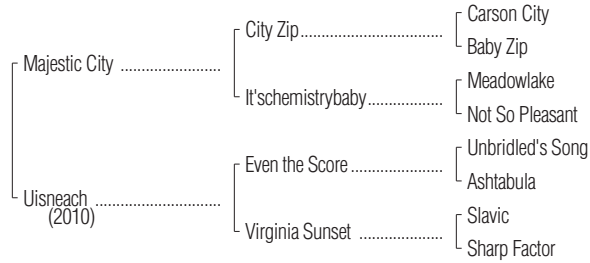 Carson City
City Zip
Baby Zip
Majestic City
Meadowlake
It'schemistrybaby
Not So Pleasant
Unbridled's Song
Even the Score
Ashtabula
Uisneach
(2010)
Slavic
Virginia Sunset
Sharp Factor